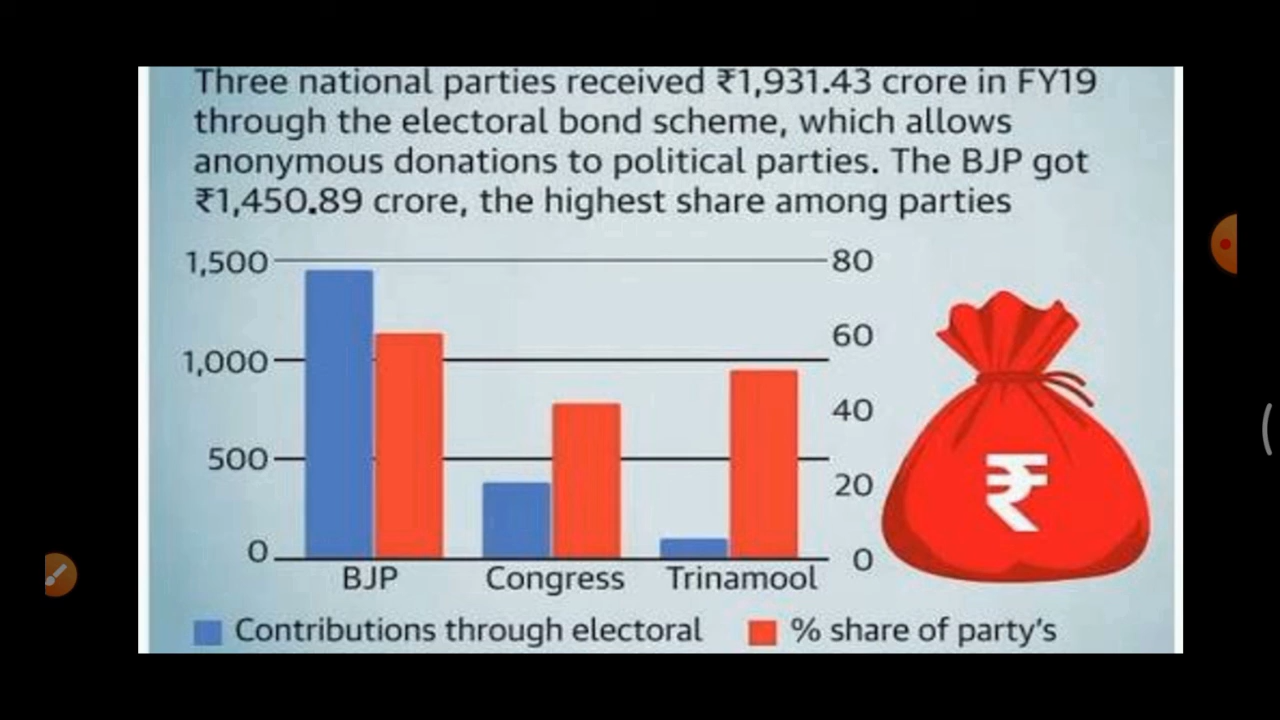 Three national parties received ₹1,931.43 crore in FY19
through the electoral bond scheme, which allows
anonymous donations to political parties. The BJP got
₹1,450.89 crore, the highest share among parties
1,500 80
60
1,000
40
500
20
0 0
BJP Congress Trinamool
₹
Contributions through electoral % share of party's